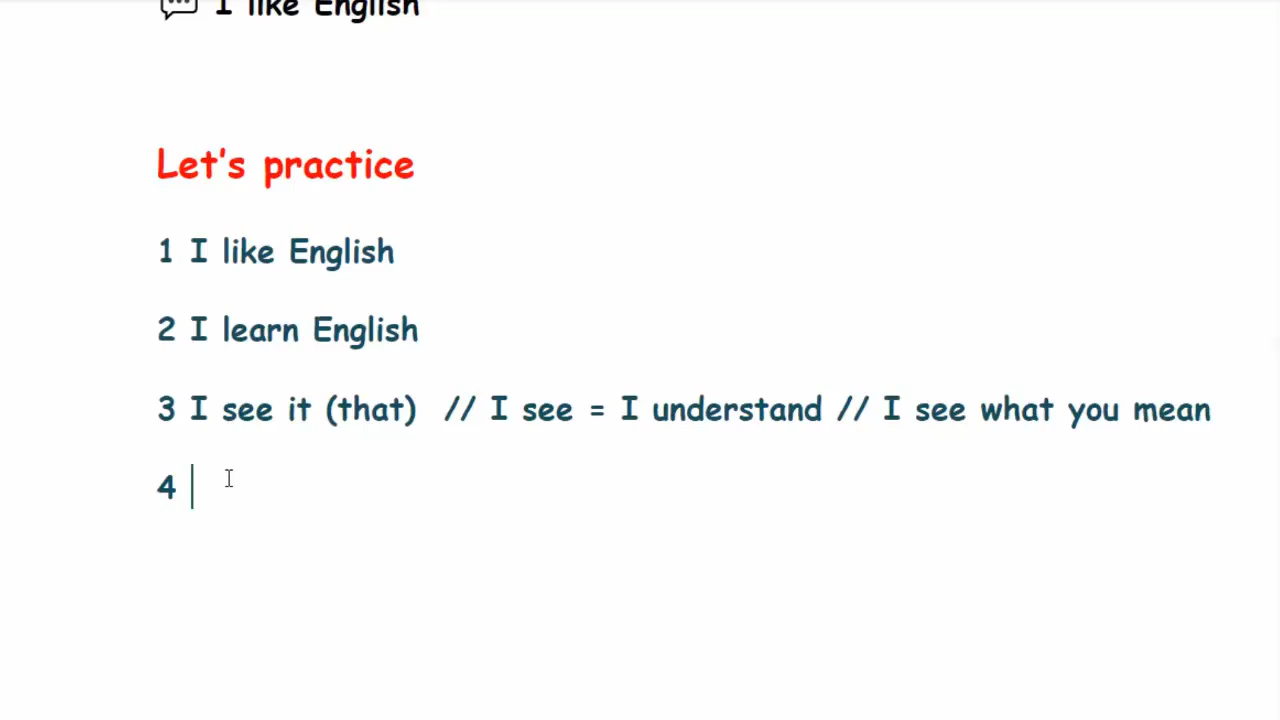 I like English
Let's practice
1 I like English
2 I learn English
3 I see it (that) // I see = I understand // I see what you mean
4